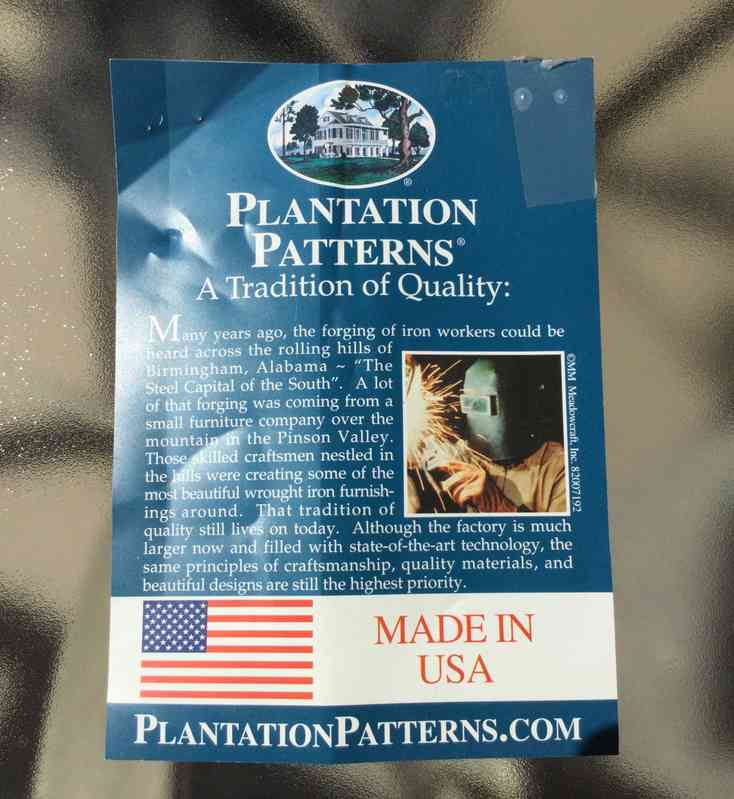 ®
PLANTATION
PATTERNS®
A Tradition of Quality:
Many years ago, the forging of iron workers could be
heard across the rolling hills of
Birmingham, Alabama ~ "The
Steel Capital of the South". A lot
of that forging was coming from a
small furniture company over the
mountain in the Pinson Valley.
Those skilled craftsmen nestled in
the hills were creating some of the
most beautiful wrought iron furnish-
ings around. That tradition of
quality still lives on today. Although the factory is much
larger now and filled with state-of-the-art technology, the
same principles of craftsmanship, quality materials, and
beautiful designs are still the highest priority.
©MM Meadowcraft, Inc. 82007192
MADE IN
USA
PLANTATIONPATTERNS.COM